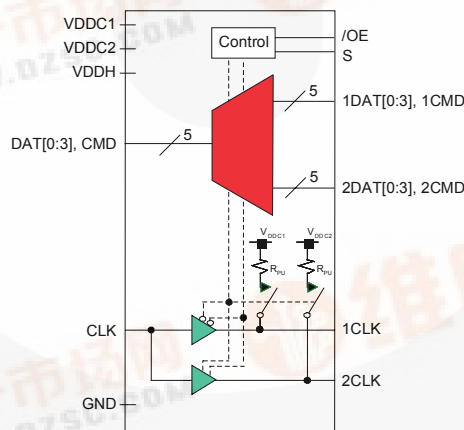 VDDC1
VDDC2
VDDH
Control
/OE
S
5
1DAT[0:3], 1CMD
DAT[0:3], CMD
5
5
2DAT[0:3], 2CMD
VDDC1
VDDC2
RPU
RPU
CLK
1CLK
2CLK
GND